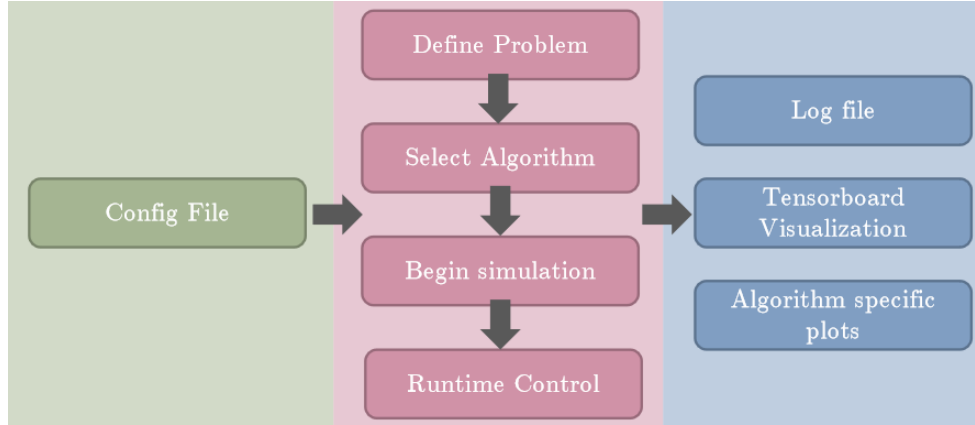 Config File
Define Problem
Select Algorithm
Begin simulation
Runtime Control
Log file
Tensorboard
Visualization
Algorithm specific
plots